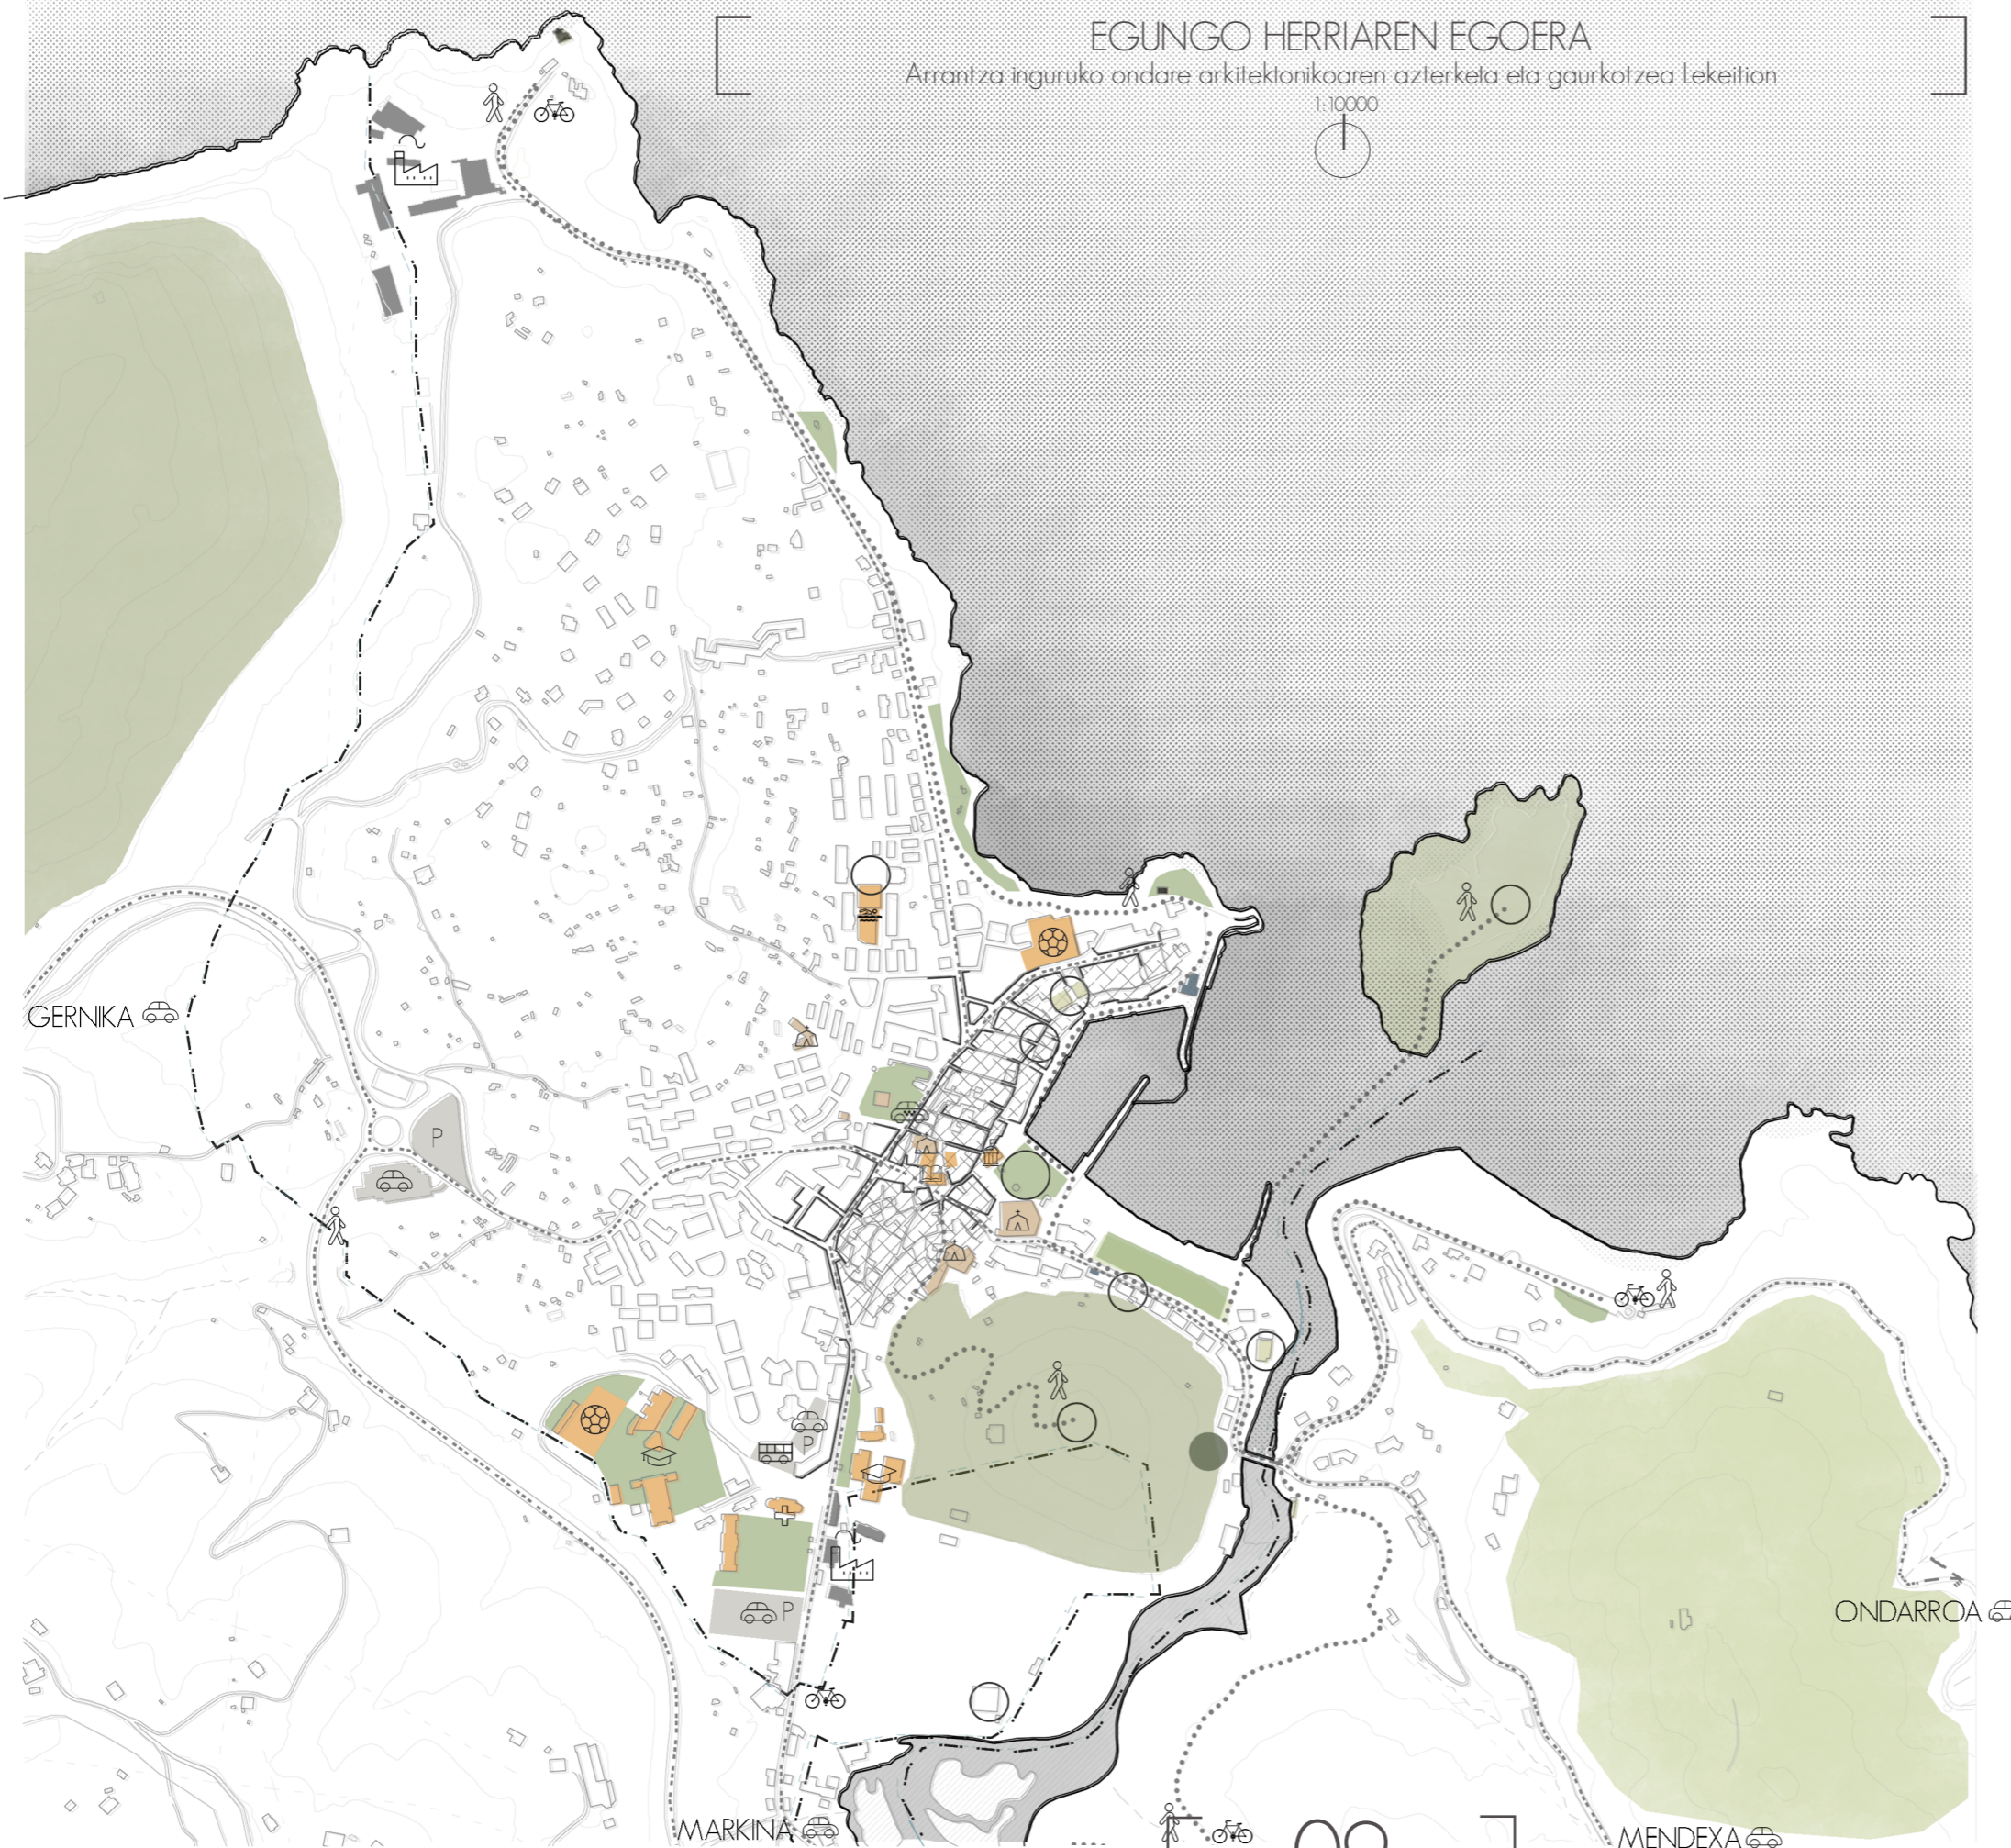 EGUNGO HERRIAREN EGOERA
Arrantza inguruko ondare arkitektonikoaren azterketa eta gaurkotzea Lekeition
1:10000
GERNIKA
P
P
P
ONDARROA
MARKINA
MENDEXA